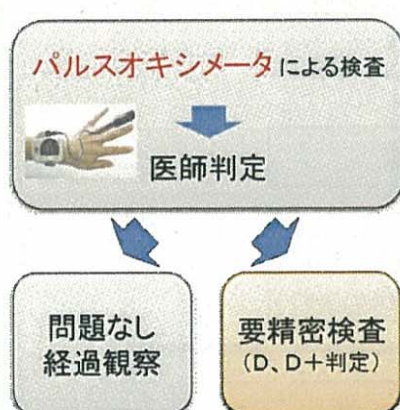 パルスオキシメータによる検査
医師判定
問題なし
経過観察
要精密検査
(D、D+判定)